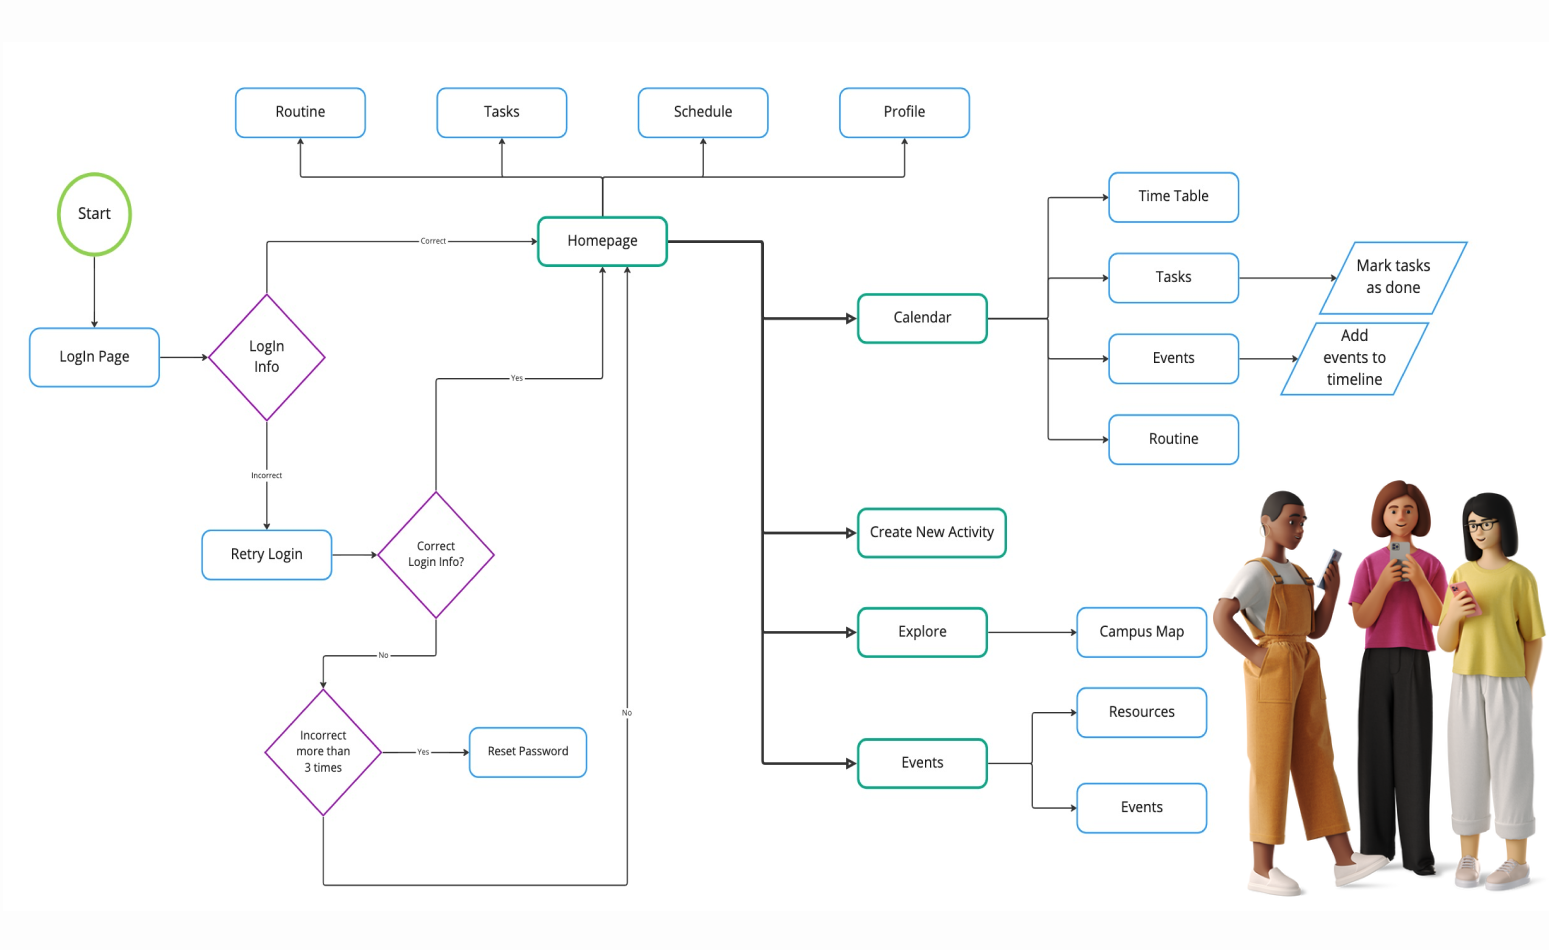 Routine
Tasks
Schedule
Profile
Start
Time Table
Homepage
Correct
Mark tasks
as done
Tasks
Calendar
LogIn Page
LogIn
Info
Add
events to
timeline
Events
Yes
Routine
Incorrect
Create New Activity
Retry Login
Correct
Login Info?
Explore
Campus Map
No
Resources
No
Incorrect
more than
3 times
Yes
Reset Password
Events
Events